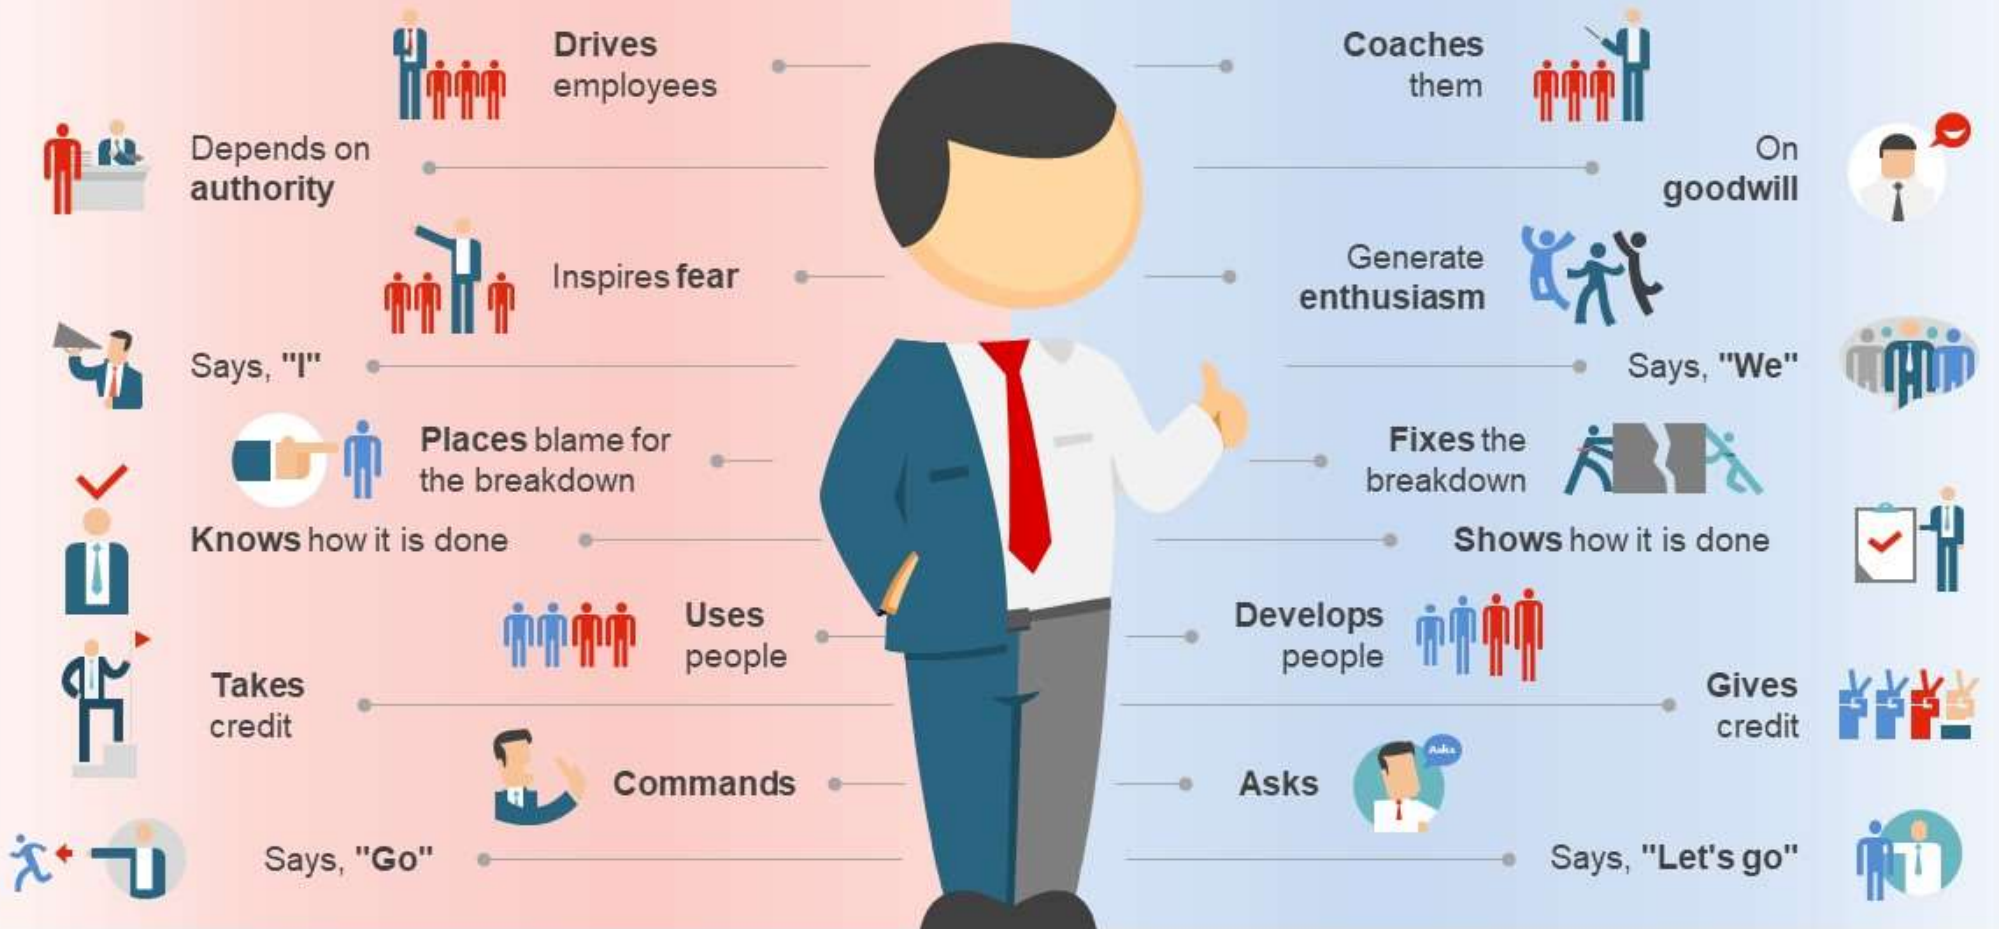 Drives
employees
Coaches
them
Depends on
authority
On
goodwill
Inspires fear
Generate
enthusiasm
Says, "I"
Says, "We"
Places blame for
the breakdown
Fixes the
breakdown
Knows how it is done
Shows how it is done
Uses
people
Develops
people
Takes
credit
Gives
credit
Commands
Asks
Asks
Says, "Go"
Says, "Let's go"